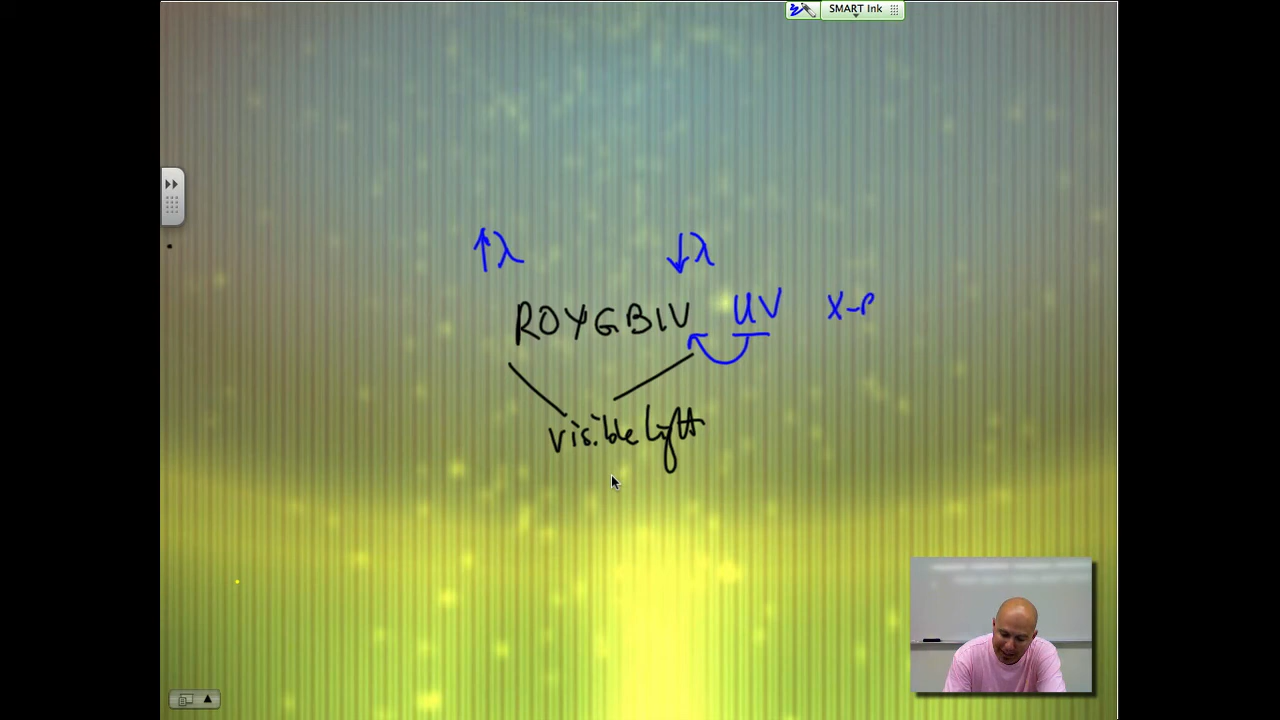 SMART Ink
↑λ ↓λ
ROYGBIV UV X-r
visible light